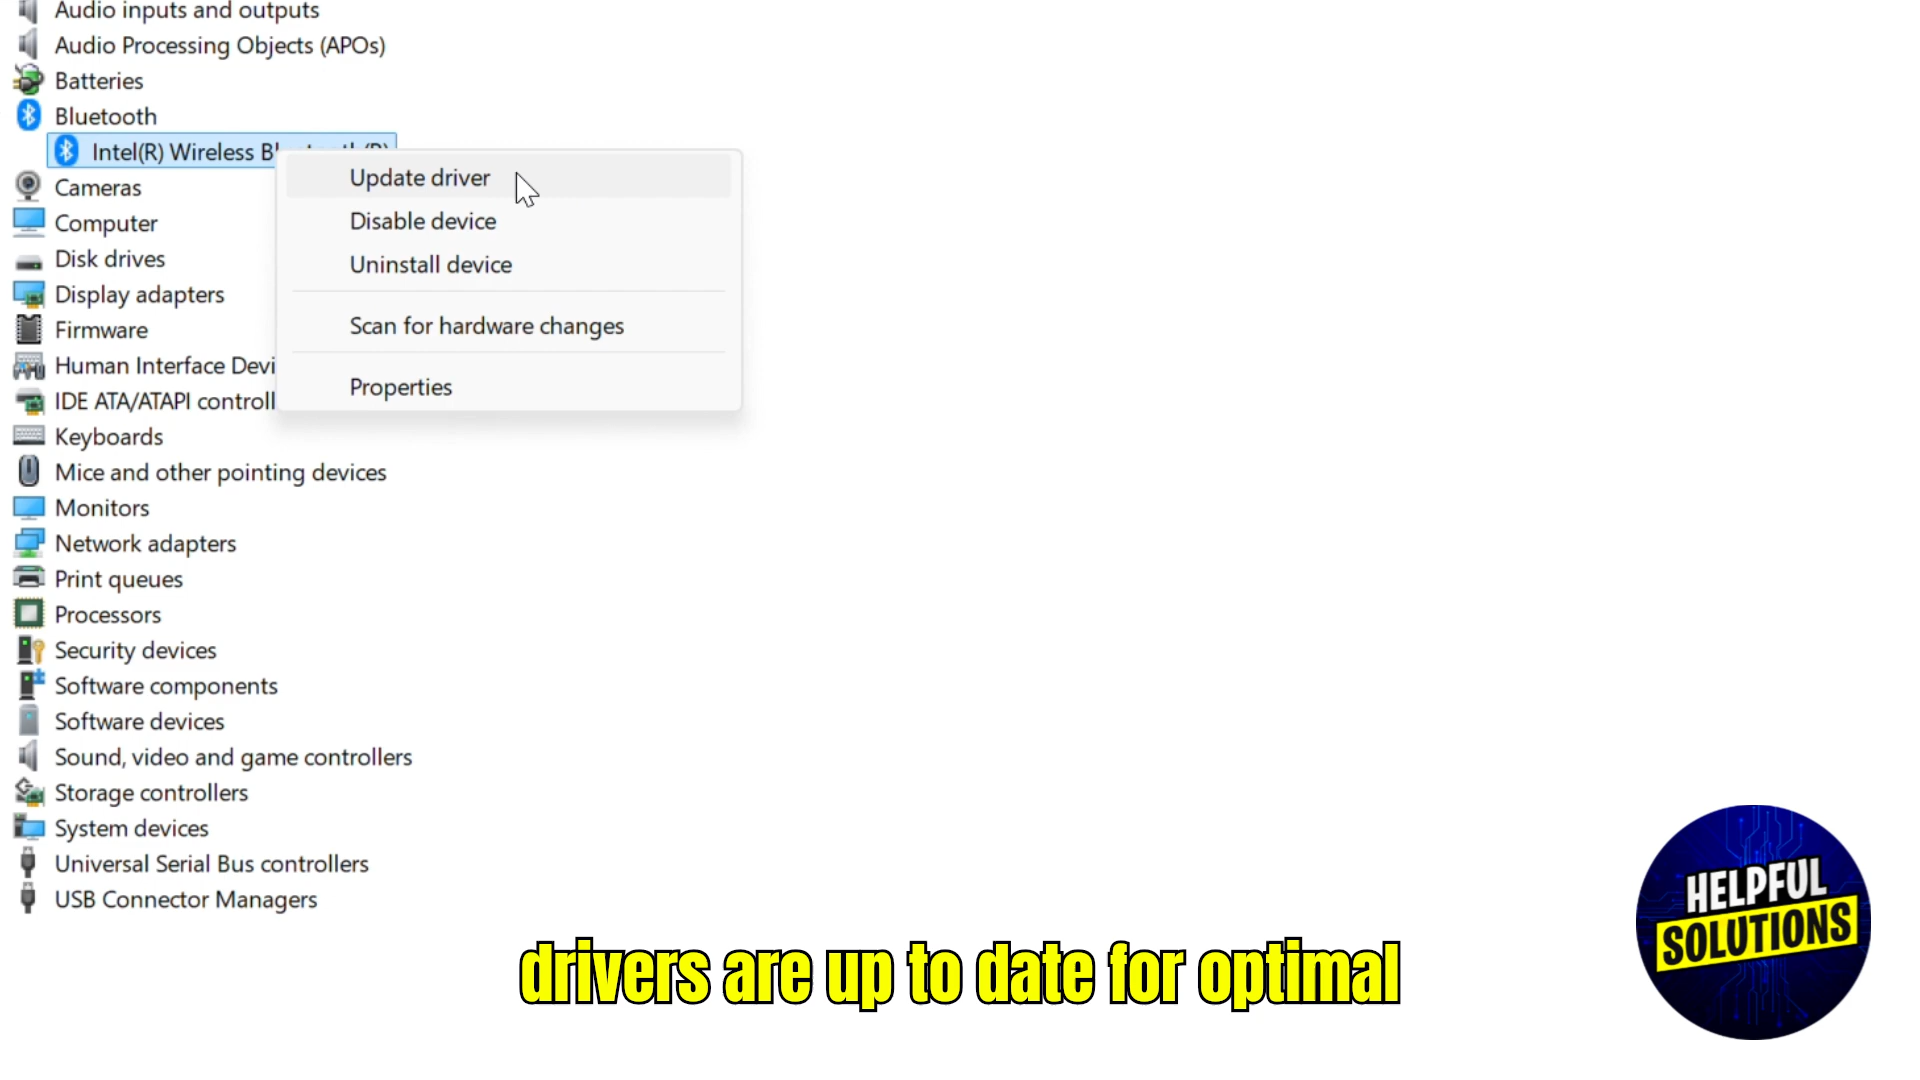 Audio inputs and outputs
Audio Processing Objects (APOs)
Batteries
Bluetooth
Intel(R) Wireless
Update driver
Cameras
Disable device
Computer
Uninstall device
Disk drives
Display adapters
Scan for hardware changes
Firmware
Human Interface Devi
Properties
IDE ATA/ATAPI controll
Keyboards
Mice and other pointing devices
Monitors
Network adapters
Print queues
Processors
Security devices
Software components
Software devices
Sound, video and game controllers
Storage controllers
System devices
Universal Serial Bus controllers
USB Connector Managers
HELPFUL
SOLUTIONS
drivers are up to date for optimal